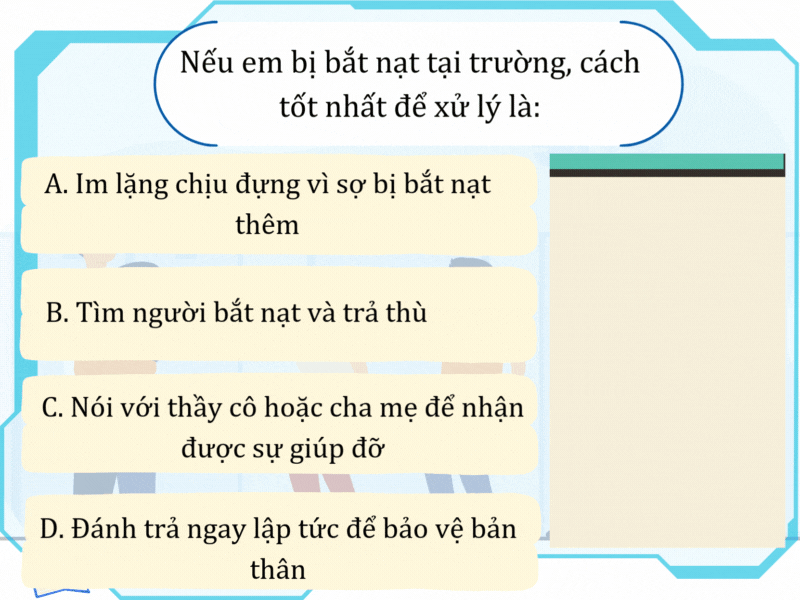 Nếu em bị bắt nạt tại trường, cách
tốt nhất để xử lý là:
A. Im lặng chịu đựng vì sợ bị bắt nạt
thêm
B. Tìm người bắt nạt và trả thù
C. Nói với thầy cô hoặc cha mẹ để nhận
được sự giúp đỡ
D. Đánh trả ngay lập tức để bảo vệ bản
thân